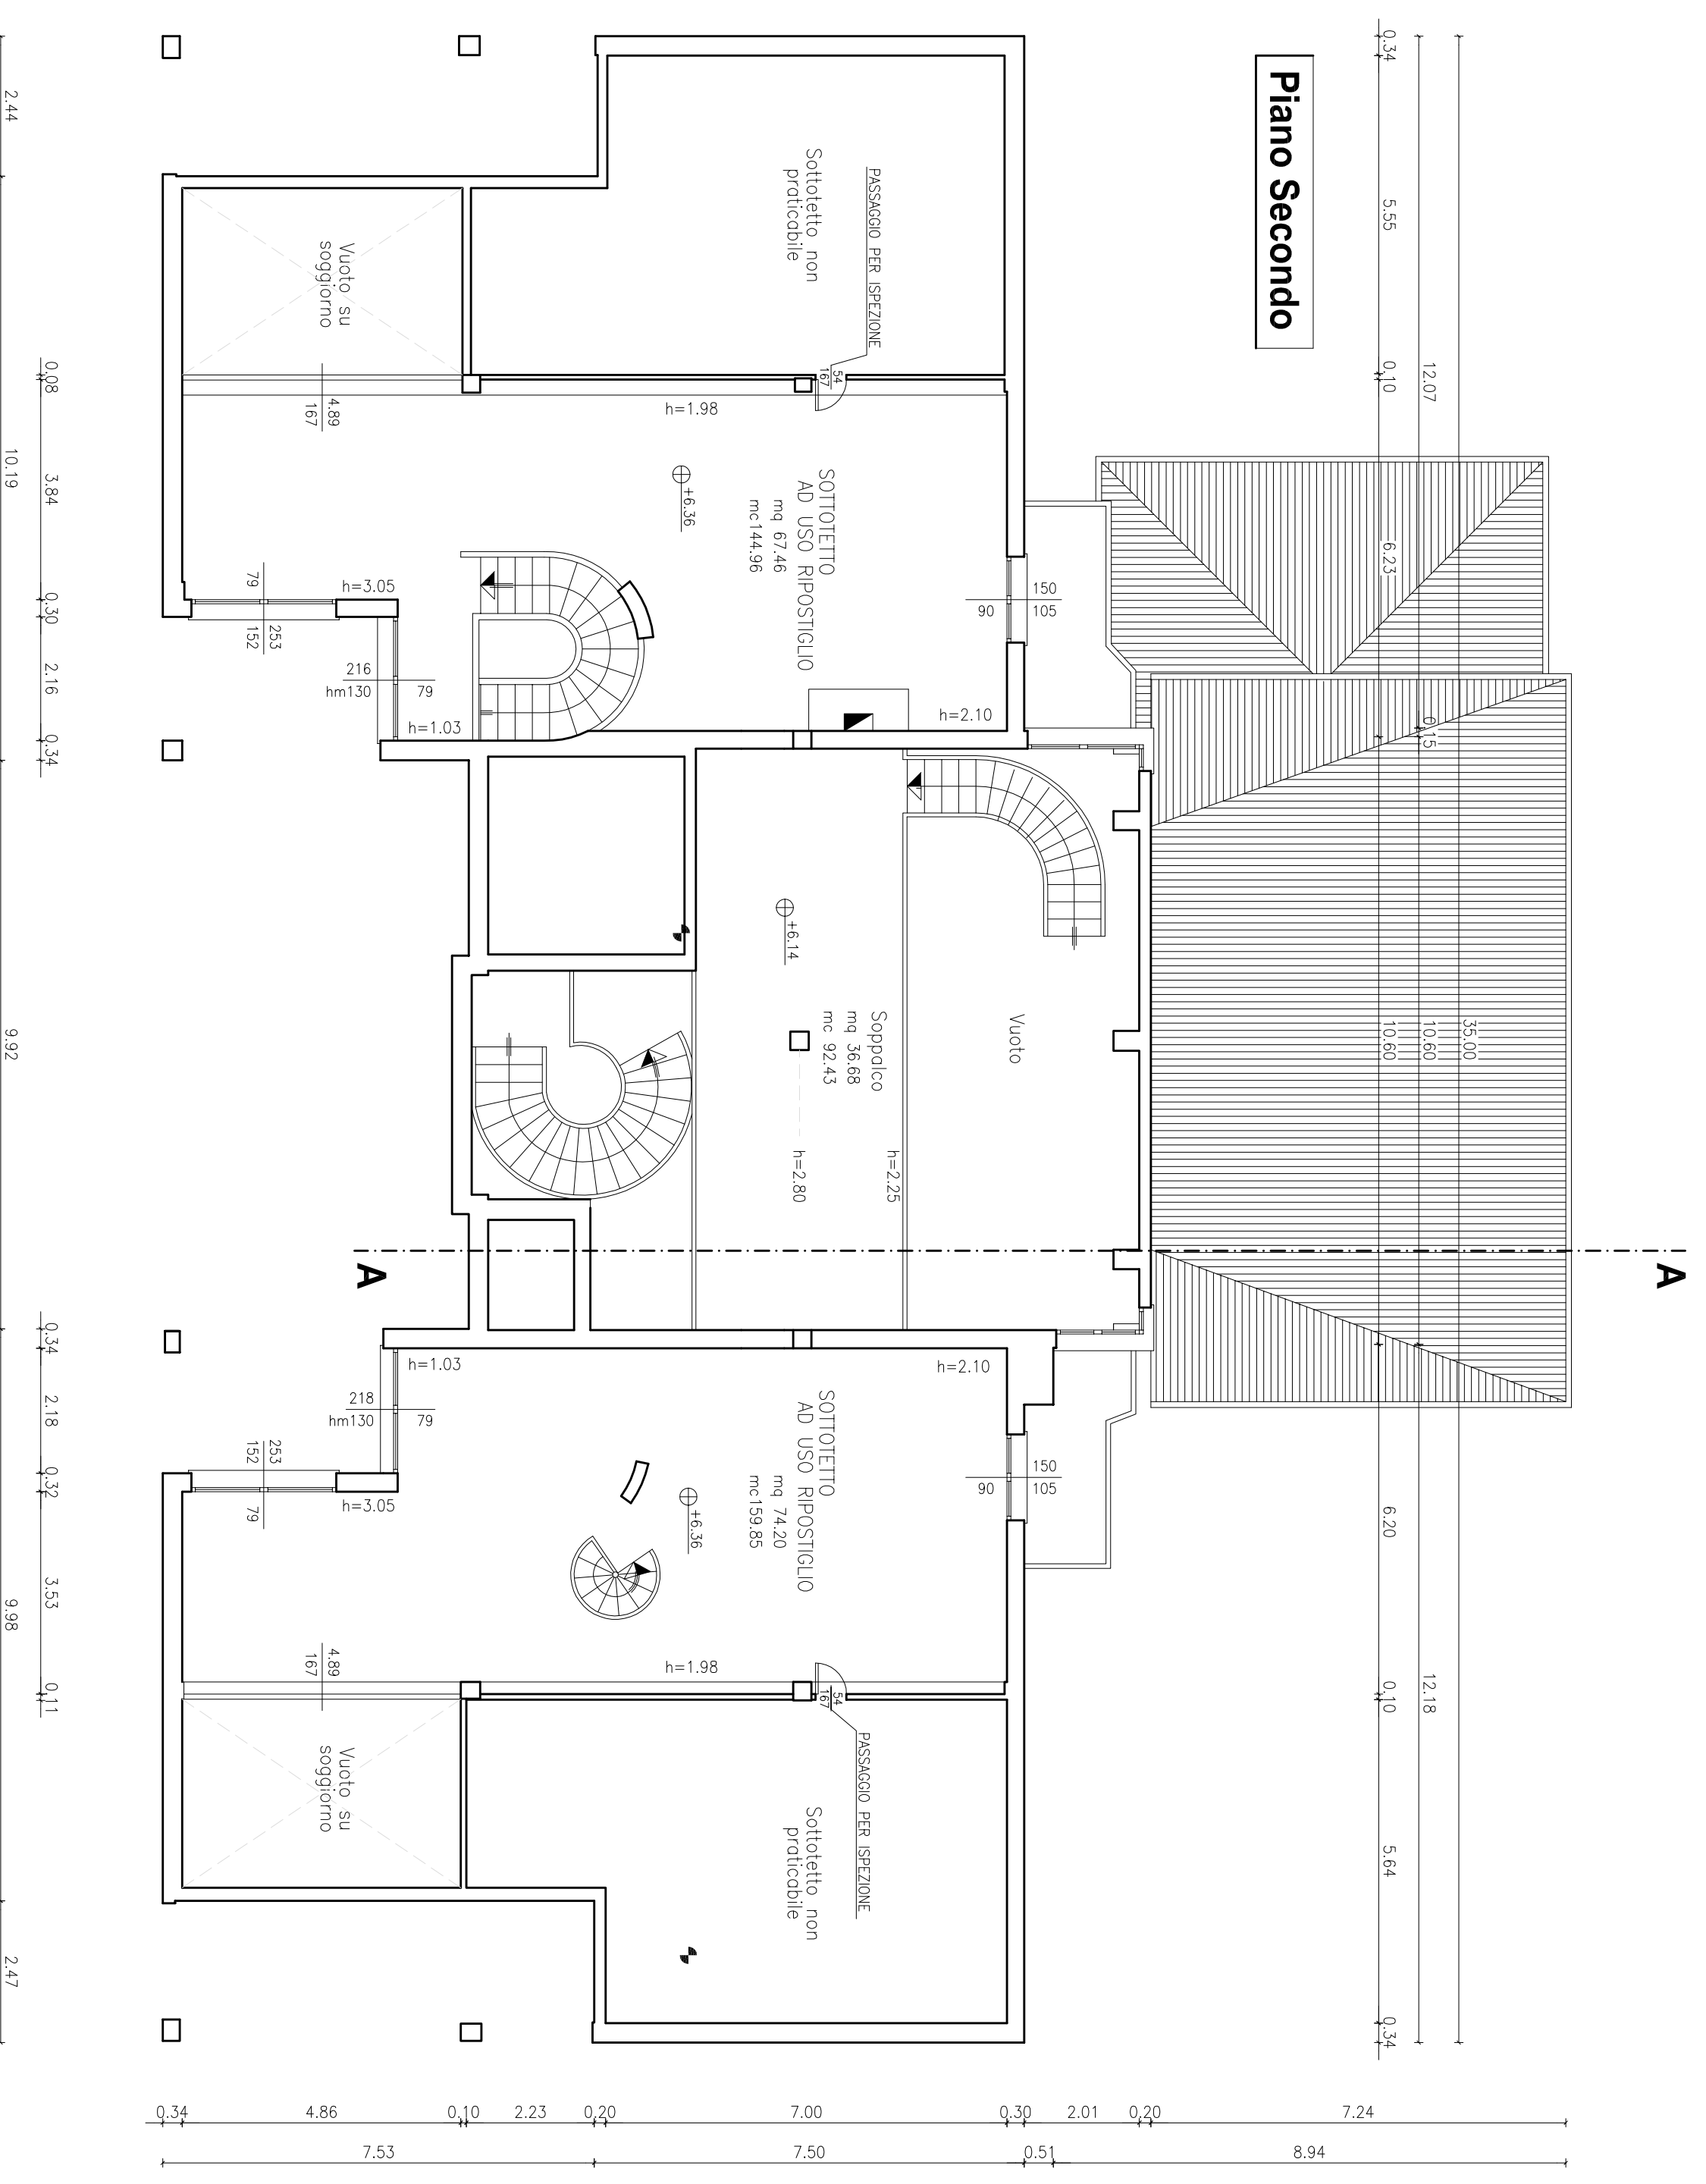 Piano Secondo
35.00
12.07
0.15
10.60
12.18
0.34
5.55
0.10
6.23
10.60
6.20
0.10
5.64
0.34
A
PASSAGGIO PER ISPEZIONE
Sottotetto non
praticabile
54
167
150
105
90
SOTTOTETTO
AD USO RIPOSTIGLIO
mq 67.46
mc144.96
+6.36
h=1.98
h=2.10
Vuoto su
soggiorno
4.89
167
h=3.05
79
253
152
216
hm130
79
h=1.03
Vuoto
h=2.25
Soppalco
mq 36.68
mc 92.43
+6.14
h=2.80
A
150
105
90
h=2.10
SOTTOTETTO
AD USO RIPOSTIGLIO
mq 74.20
mc159.85
+6.36
h=1.98
h=1.03
218
hm130
79
253
152
79
h=3.05
4.89
167
54
167
PASSAGGIO PER ISPEZIONE
Sottotetto non
praticabile
Vuoto su
soggiorno
0.08
3.84
0.30
2.16
0.34
0.34
2.18
0.32
3.53
0.11
2.44
10.19
9.92
9.98
2.47
0.34
4.86
0.10
2.23
0.20
7.00
0.30
2.01
0.20
7.24
7.53
7.50
0.51
8.94